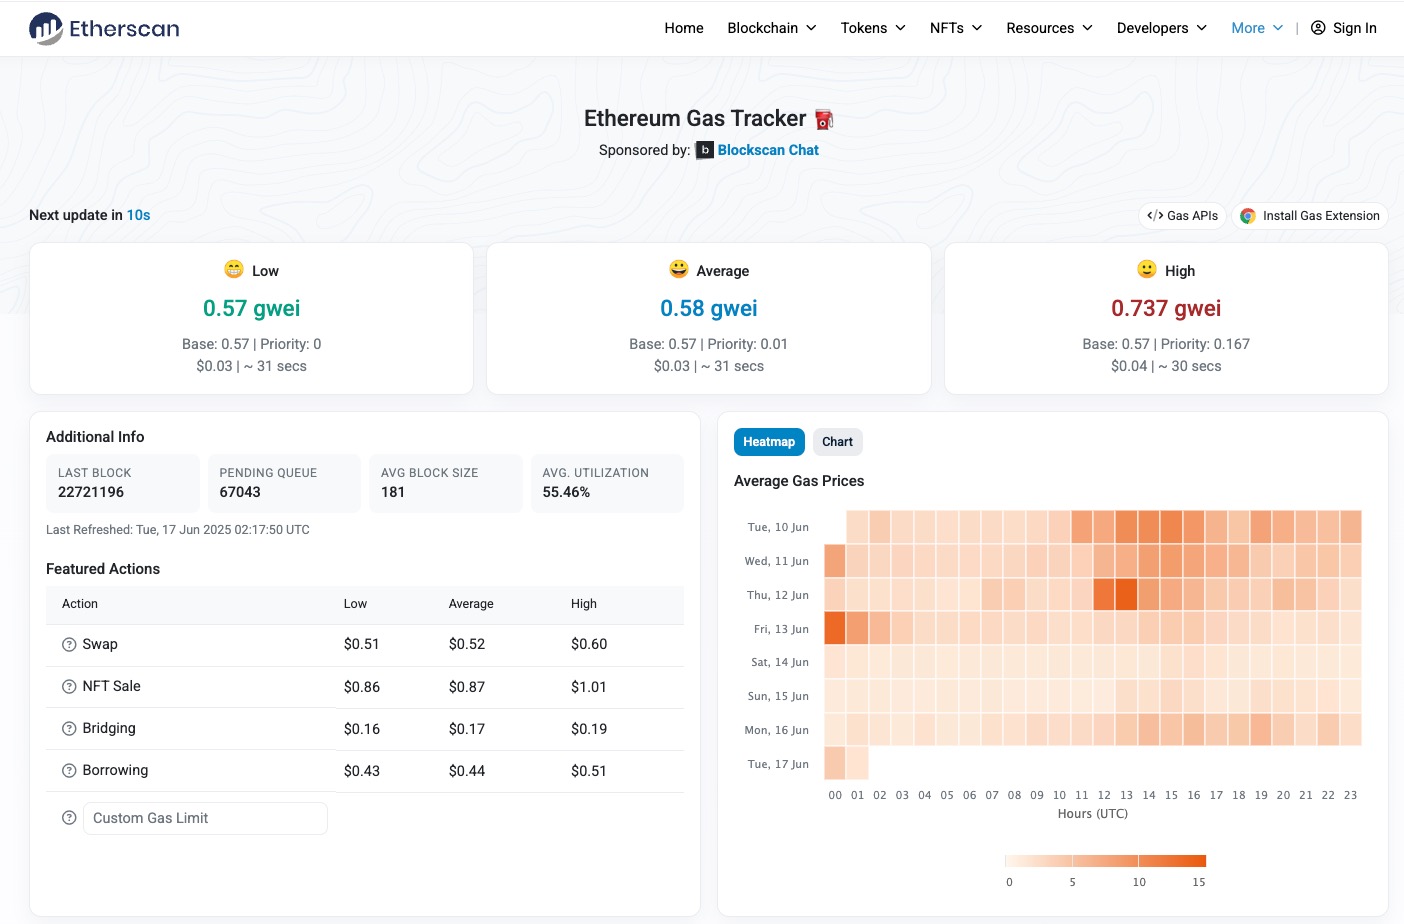 Etherscan
Home Blockchain Tokens NFTs Resources Developers More | Sign In
Ethereum Gas Tracker
Sponsored by: b Blockscan Chat
Next update in 10s
</> Gas APIs Install Gas Extension
Low
0.57 gwei
Base: 0.57 | Priority: 0
$0.03 | ~ 31 secs
Average
0.58 gwei
Base: 0.57 | Priority: 0.01
$0.03 | ~ 31 secs
High
0.737 gwei
Base: 0.57 | Priority: 0.167
$0.04 | ~ 30 secs
Additional Info
LAST BLOCK
22721196
PENDING QUEUE
67043
AVG BLOCK SIZE
181
AVG. UTILIZATION
55.46%
Last Refreshed: Tue, 17 Jun 2025 02:17:50 UTC
Featured Actions
Action Low Average High
Swap $0.51 $0.52 $0.60
NFT Sale $0.86 $0.87 $1.01
Bridging $0.16 $0.17 $0.19
Borrowing $0.43 $0.44 $0.51
Custom Gas Limit
Heatmap Chart
Average Gas Prices
Tue, 10 Jun
Wed, 11 Jun
Thu, 12 Jun
Fri, 13 Jun
Sat, 14 Jun
Sun, 15 Jun
Mon, 16 Jun
Tue, 17 Jun
00 01 02 03 04 05 06 07 08 09 10 11 12 13 14 15 16 17 18 19 20 21 22 23
Hours (UTC)
0 5 10 15